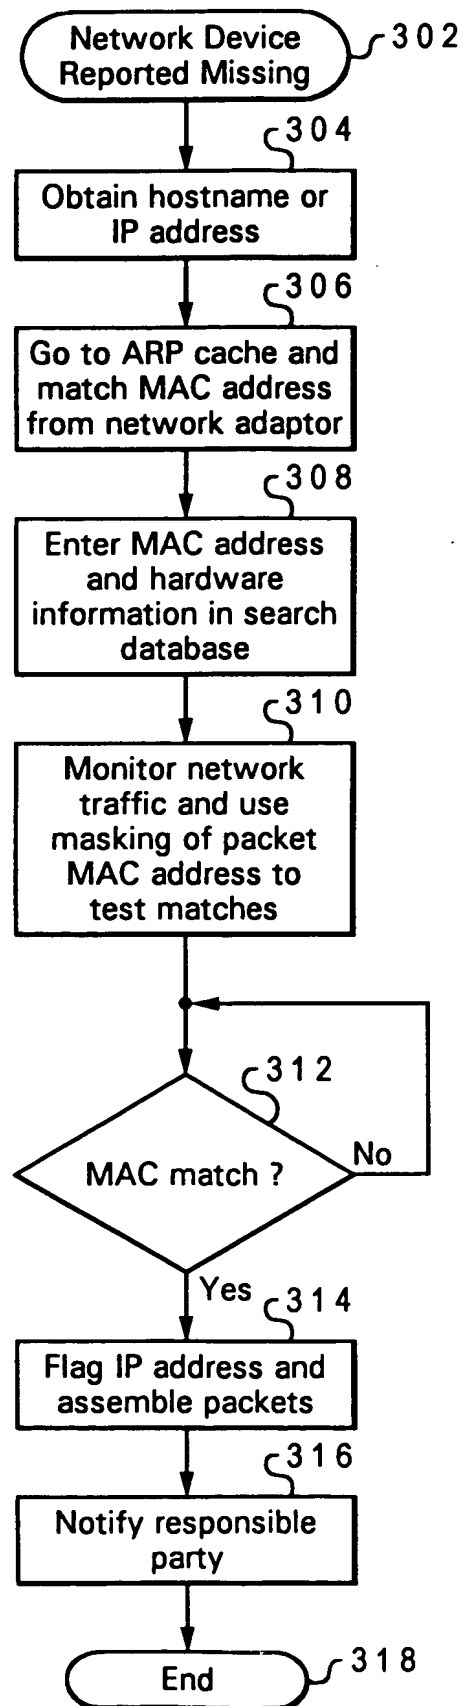 Network Device
Reported Missing
302
304
Obtain hostname or
IP address
306
Go to ARP cache and
match MAC address
from network adaptor
308
Enter MAC address
and hardware
information in search
database
310
Monitor network
traffic and use
masking of packet
MAC address to
test matches
312
MAC match ?
No
Yes
314
Flag IP address and
assemble packets
316
Notify responsible
party
End
318